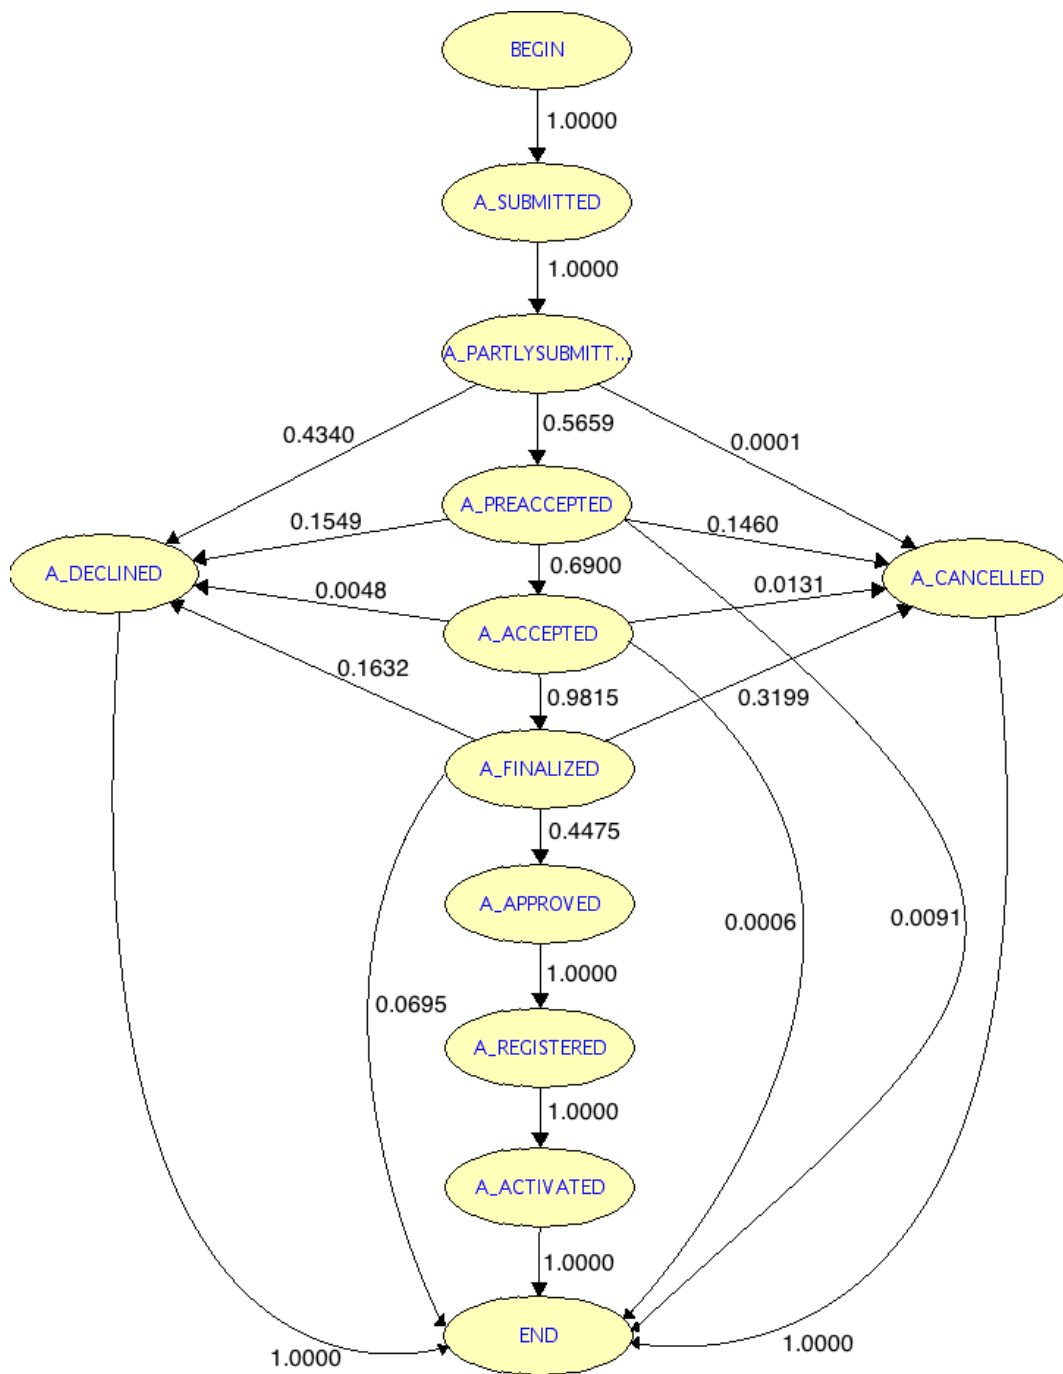 BEGIN
1.0000
A_SUBMITTED
1.0000
A_PARTLYSUBMITT...
0.4340
0.5659
0.0001
A_PREACCEPTED
0.1549
0.1460
A_DECLINED
0.6900
A_CANCELLED
0.0048
0.0131
A_ACCEPTED
0.1632
0.9815
0.3199
A_FINALIZED
0.4475
A_APPROVED
0.0006
0.0091
1.0000
0.0695
A_REGISTERED
1.0000
A_ACTIVATED
1.0000
END
1.0000
1.0000